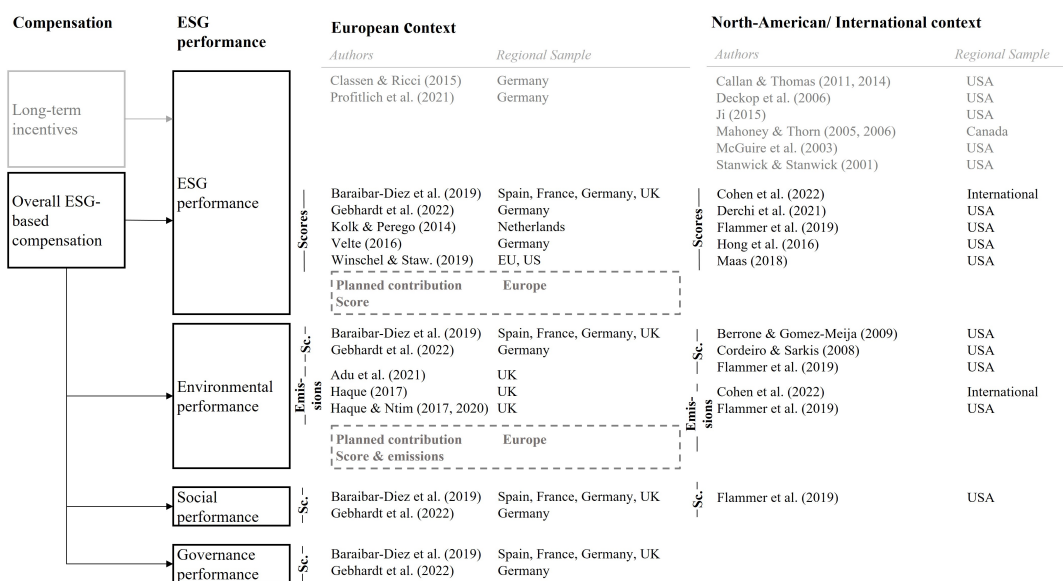 Compensation
ESG
performance
European context
North-American/ International context
Authors Regional Sample
Authors Regional Sample
Long-term
incentives
Overall ESG-
based
compensation
ESG
performance
Classen & Ricci (2015) Germany
Profitlich et al. (2021) Germany
Callan & Thomas (2011, 2014) USA
Deckop et al. (2006) USA
Ji (2015) USA
Mahoney & Thorn (2005, 2006) Canada
McGuire et al. (2003) USA
Stanwick & Stanwick (2001) USA
Scores
Baraibar-Diez et al. (2019) Spain, France, Germany, UK
Gebhardt et al. (2022) Germany
Kolk & Perego (2014) Netherlands
Velte (2016) Germany
Winschel & Staw. (2019) EU, US
Planned contribution Europe
Score
Scores
Cohen et al. (2022) International
Derchi et al. (2021) USA
Flammer et al. (2019) USA
Hong et al. (2016) USA
Maas (2018) USA
Environmental
performance
Sc.
Baraibar-Diez et al. (2019) Spain, France, Germany, UK
Gebhardt et al. (2022) Germany
Emis-
sions
Adu et al. (2021) UK
Haque (2017) UK
Haque & Ntim (2017, 2020) UK
Planned contribution Europe
Score & emissions
Sc.
Berrone & Gomez-Meija (2009) USA
Cordeiro & Sarkis (2008) USA
Flammer et al. (2019) USA
Emis-
sions
Cohen et al. (2022) International
Flammer et al. (2019) USA
Social
performance
Sc.
Baraibar-Diez et al. (2019) Spain, France, Germany, UK
Gebhardt et al. (2022) Germany
Sc.
Flammer et al. (2019) USA
Governance
performance
Sc.
Baraibar-Diez et al. (2019) Spain, France, Germany, UK
Gebhardt et al. (2022) Germany